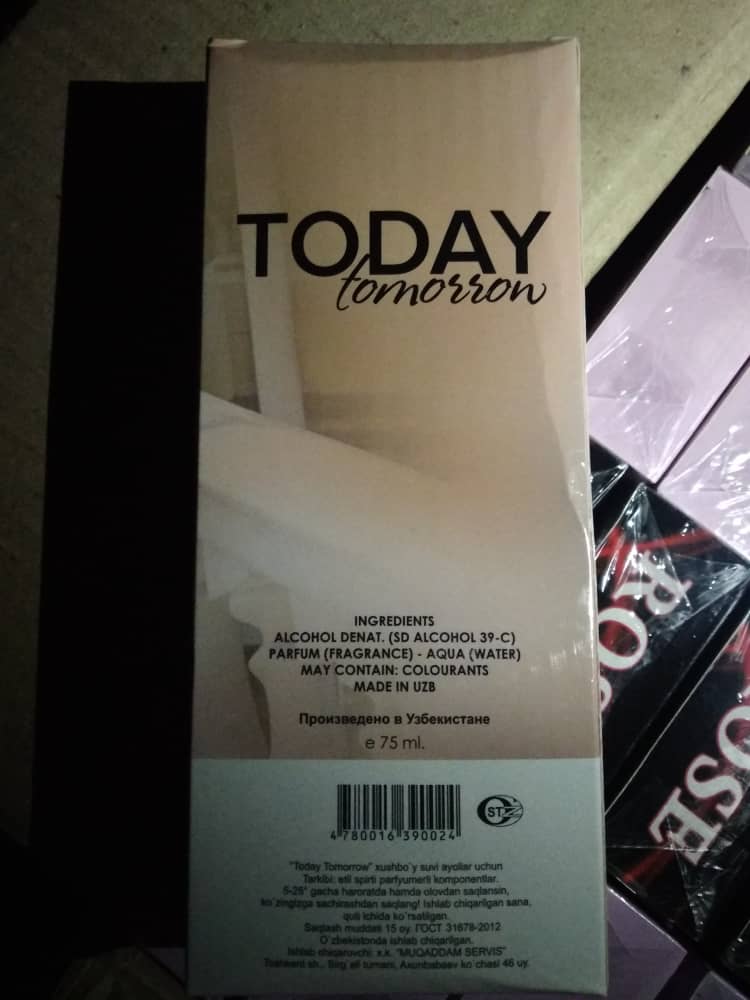 TODAY
tomorrow
INGREDIENTS
ALCOHOL DENAT. (SD ALCOHOL 39-C)
PARFUM (FRAGRANCE) - AQUA (WATER)
MAY CONTAIN: COLOURANTS
MADE IN UZB
Произведено в Узбекистане
e 75 ml.
4780016390024
ST
"Today Tomorrow" xushbo`y suvi ayollar uchun
Tarkibi: etil spirti parfyumerli komponentlar.
5-25° gacha haroratda hamda olovdan saqlansin,
ko`zingizga sachirashdan saqlang! Ishlab chiqarilgan sana,
quti ichida ko`rsatilgan.
Saqlash muddati 15 oy. ГОСТ 31678-2012
O`zbekistonda ishlab chiqarilgan.
Ishlab chiqarovchi: x.k. "MUQADDAM SERVIS"
Toshkent sh., Sirg`ali tumani, Axunbabaev ko`chasi 46 uy.
ROSE
ROSE